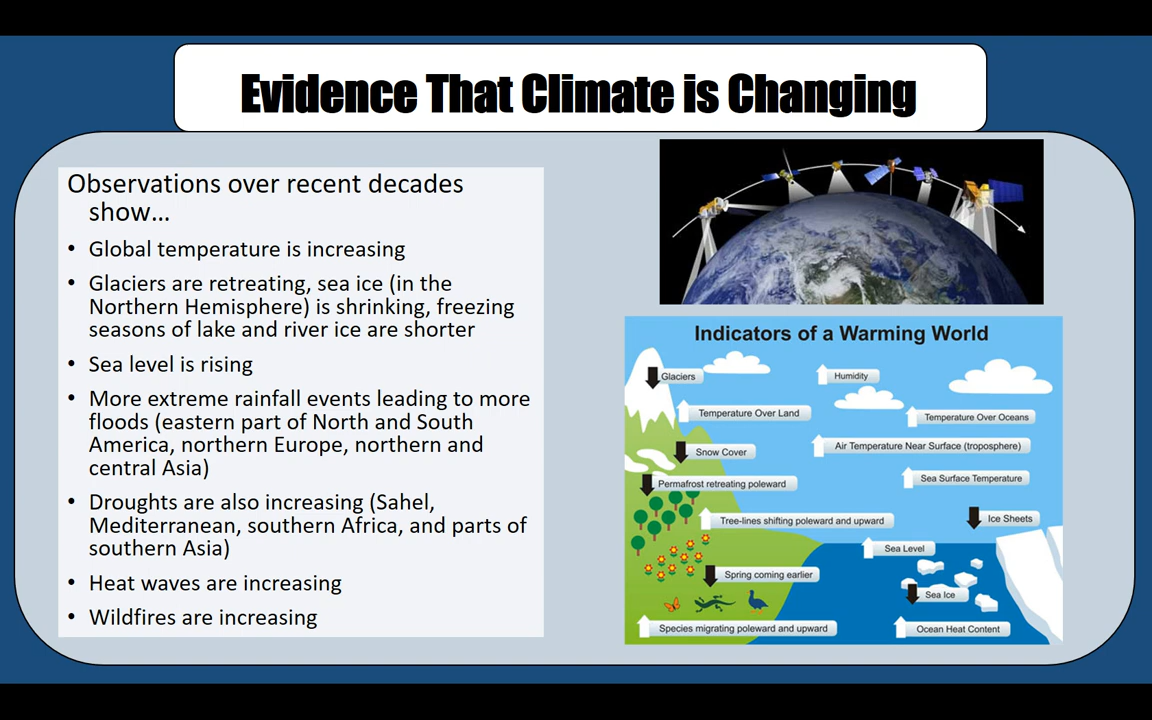 Evidence That Climate is Changing
Observations over recent decades
show...
• Global temperature is increasing
• Glaciers are retreating, sea ice (in the
Northern Hemisphere) is shrinking, freezing
seasons of lake and river ice are shorter
• Sea level is rising
• More extreme rainfall events leading to more
floods (eastern part of North and South
America, northern Europe, northern and
central Asia)
• Droughts are also increasing (Sahel,
Mediterranean, southern Africa, and parts of
southern Asia)
• Heat waves are increasing
• Wildfires are increasing
Indicators of a Warming World
Glaciers
Humidity
Temperature Over Land
Temperature Over Oceans
Snow Cover
Air Temperature Near Surface (troposphere)
Permafrost retreating poleward
Sea Surface Temperature
Tree-lines shifting poleward and upward
Ice Sheets
Sea Level
Spring coming earlier
Sea Ice
Species migrating poleward and upward
Ocean Heat Content